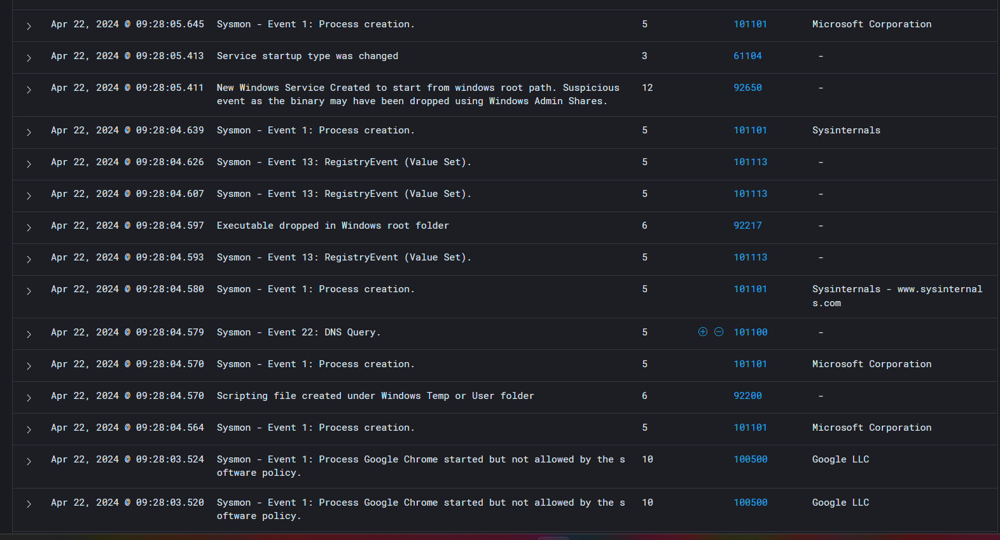 Apr 22, 2024 @ 09:28:05.645 Sysmon - Event 1: Process creation. 5 101101 Microsoft Corporation
Apr 22, 2024 @ 09:28:05.413 Service startup type was changed 3 61104 -
Apr 22, 2024 @ 09:28:05.411 New Windows Service Created to start from windows root path. Suspicious 12 92650 -
event as the binary may have been dropped using Windows Admin Shares.
Apr 22, 2024 @ 09:28:04.639 Sysmon - Event 1: Process creation. 5 101101 Sysinternals
Apr 22, 2024 @ 09:28:04.626 Sysmon - Event 13: RegistryEvent (Value Set). 5 101113 -
Apr 22, 2024 @ 09:28:04.607 Sysmon - Event 13: RegistryEvent (Value Set). 5 101113 -
Apr 22, 2024 @ 09:28:04.597 Executable dropped in Windows root folder 6 92217 -
Apr 22, 2024 @ 09:28:04.593 Sysmon - Event 13: RegistryEvent (Value Set). 5 101113 -
Apr 22, 2024 @ 09:28:04.580 Sysmon - Event 1: Process creation. 5 101101 Sysinternals - www.sysinternal
s.com
Apr 22, 2024 @ 09:28:04.579 Sysmon - Event 22: DNS Query. 5 101100 -
Apr 22, 2024 @ 09:28:04.570 Sysmon - Event 1: Process creation. 5 101101 Microsoft Corporation
Apr 22, 2024 @ 09:28:04.570 Scripting file created under Windows Temp or User folder 6 92200 -
Apr 22, 2024 @ 09:28:04.564 Sysmon - Event 1: Process creation. 5 101101 Microsoft Corporation
Apr 22, 2024 @ 09:28:03.524 Sysmon - Event 1: Process Google Chrome started but not allowed by the s 10 100500 Google LLC
oftware policy.
Apr 22, 2024 @ 09:28:03.520 Sysmon - Event 1: Process Google Chrome started but not allowed by the s 10 100500 Google LLC
oftware policy.